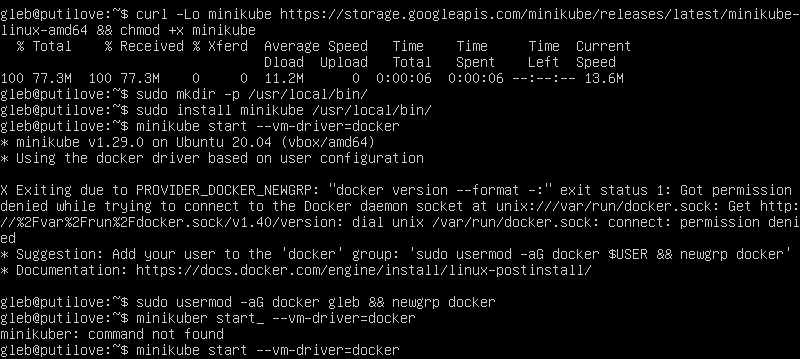 gleb@putilove:~$ curl -Lo minikube https://storage.googleapis.com/minikube/releases/latest/minikube-
linux-amd64 && chmod +x minikube
  % Total    % Received % Xferd  Average Speed   Time    Time     Time  Current
                                 Dload  Upload   Total   Spent    Left  Speed
100 77.3M  100 77.3M    0     0  11.2M      0  0:00:06  0:00:06 --:--:-- 13.6M
gleb@putilove:~$ sudo mkdir -p /usr/local/bin/
gleb@putilove:~$ sudo install minikube /usr/local/bin/
gleb@putilove:~$ minikube start --vm-driver=docker
* minikube v1.29.0 on Ubuntu 20.04 (vbox/amd64)
* Using the docker driver based on user configuration

X Exiting due to PROVIDER_DOCKER_NEWGRP: "docker version --format -:" exit status 1: Got permission
denied while trying to connect to the Docker daemon socket at unix:///var/run/docker.sock: Get http:
//%2Fvar%2Frun%2Fdocker.sock/v1.40/version: dial unix /var/run/docker.sock: connect: permission deni
ed
* Suggestion: Add your user to the 'docker' group: 'sudo usermod -aG docker $USER && newgrp docker'
* Documentation: https://docs.docker.com/engine/install/linux-postinstall/

gleb@putilove:~$ sudo usermod -aG docker gleb && newgrp docker
gleb@putilove:~$ minikuber start_ --vm-driver=docker
minikuber: command not found
gleb@putilove:~$ minikube start --vm-driver=docker